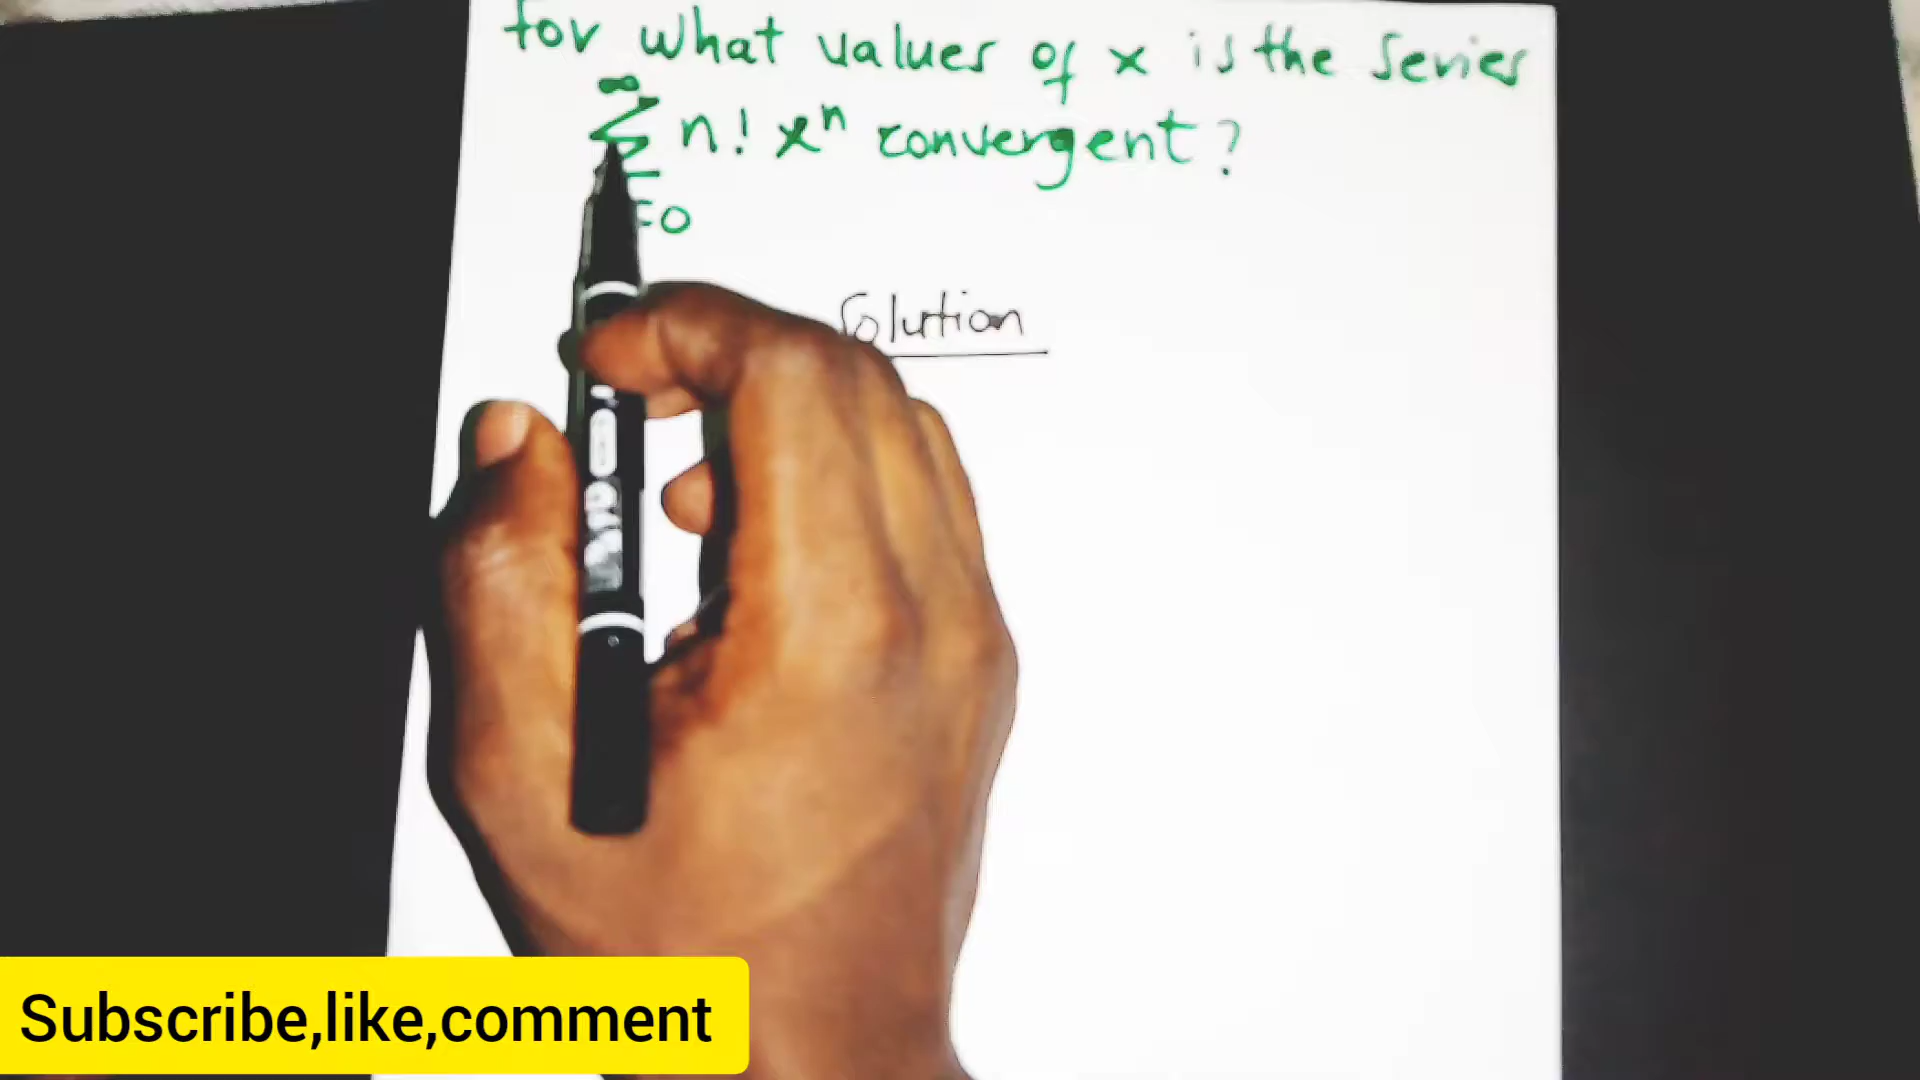 for what values of x is the series
∞
∑ n! xⁿ convergent?
=0
Solution
Subscribe,like,comment